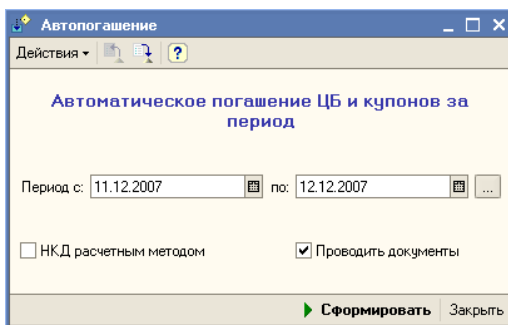 Автопогашение
Действия
Автоматическое погашение ЦБ и купонов за
период
Период с: 11.12.2007 по: 12.12.2007 ...
НКД расчетным методом Проводить документы
Сформировать Закрыть